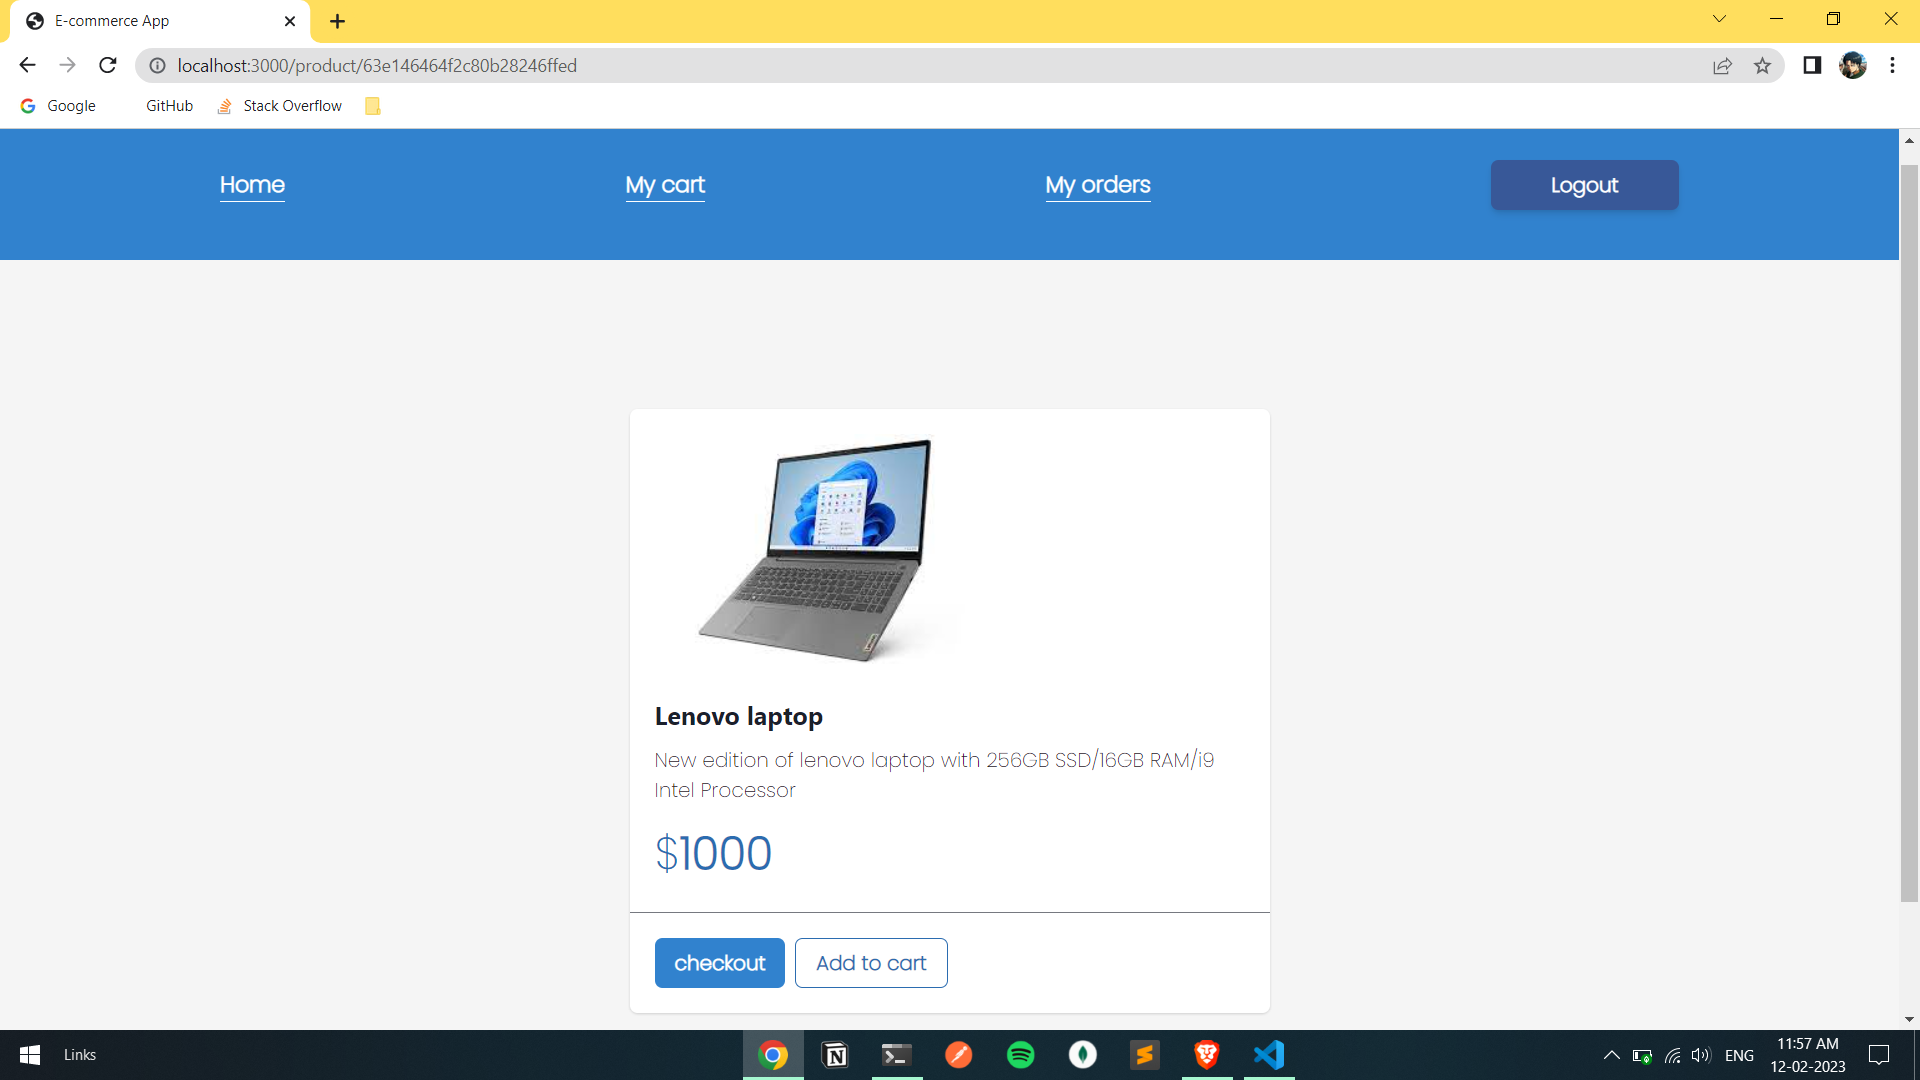 E-commerce App
localhost:3000/product/63e146464f2c80b28246ffed
Google GitHub Stack Overflow
Home My cart My orders Logout
Lenovo laptop
New edition of lenovo laptop with 256GB SSD/16GB RAM/i9
Intel Processor
$1000
checkout Add to cart
Links
ENG
11:57 AM
12-02-2023